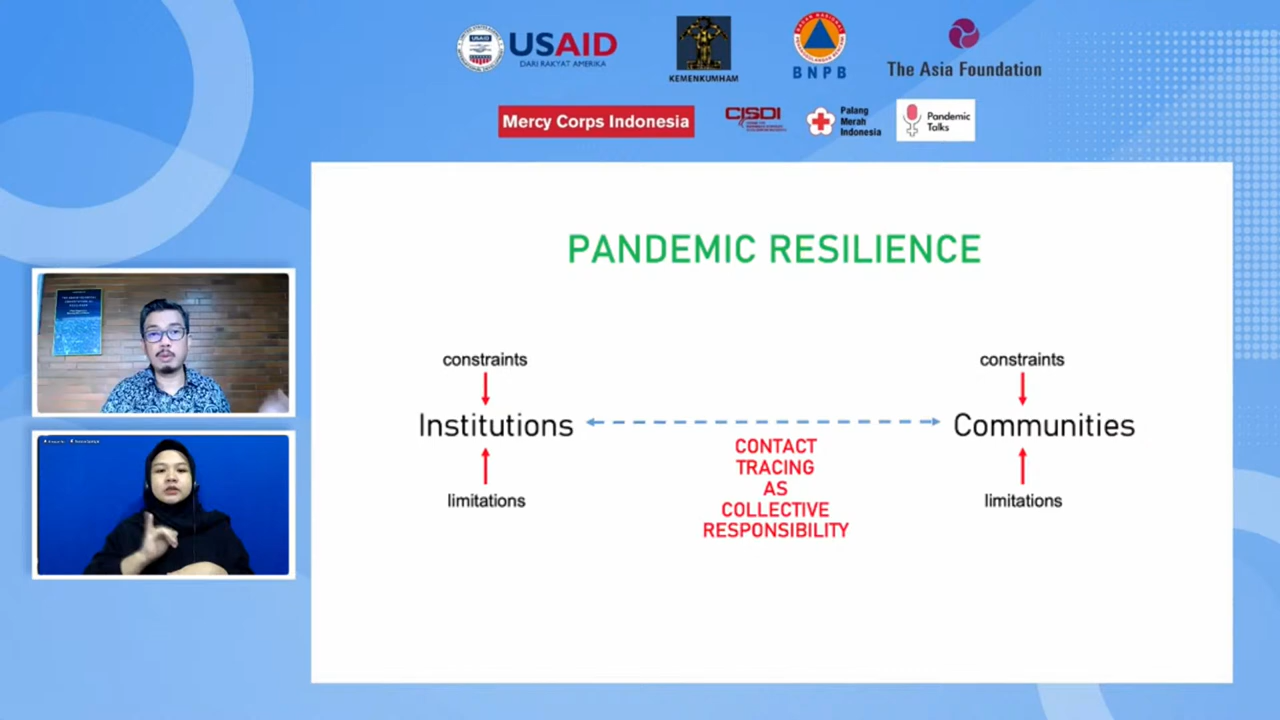 USAID
DARI RAKYAT AMERIKA
KEMENKUMHAM
BNPB
The Asia Foundation
Mercy Corps Indonesia
CISDI
Palang
Merah
Indonesia
Pandemic
Talks
PANDEMIC RESILIENCE
constraints
constraints
Institutions
Communities
CONTACT
TRACING
AS
COLLECTIVE
RESPONSIBILITY
limitations
limitations